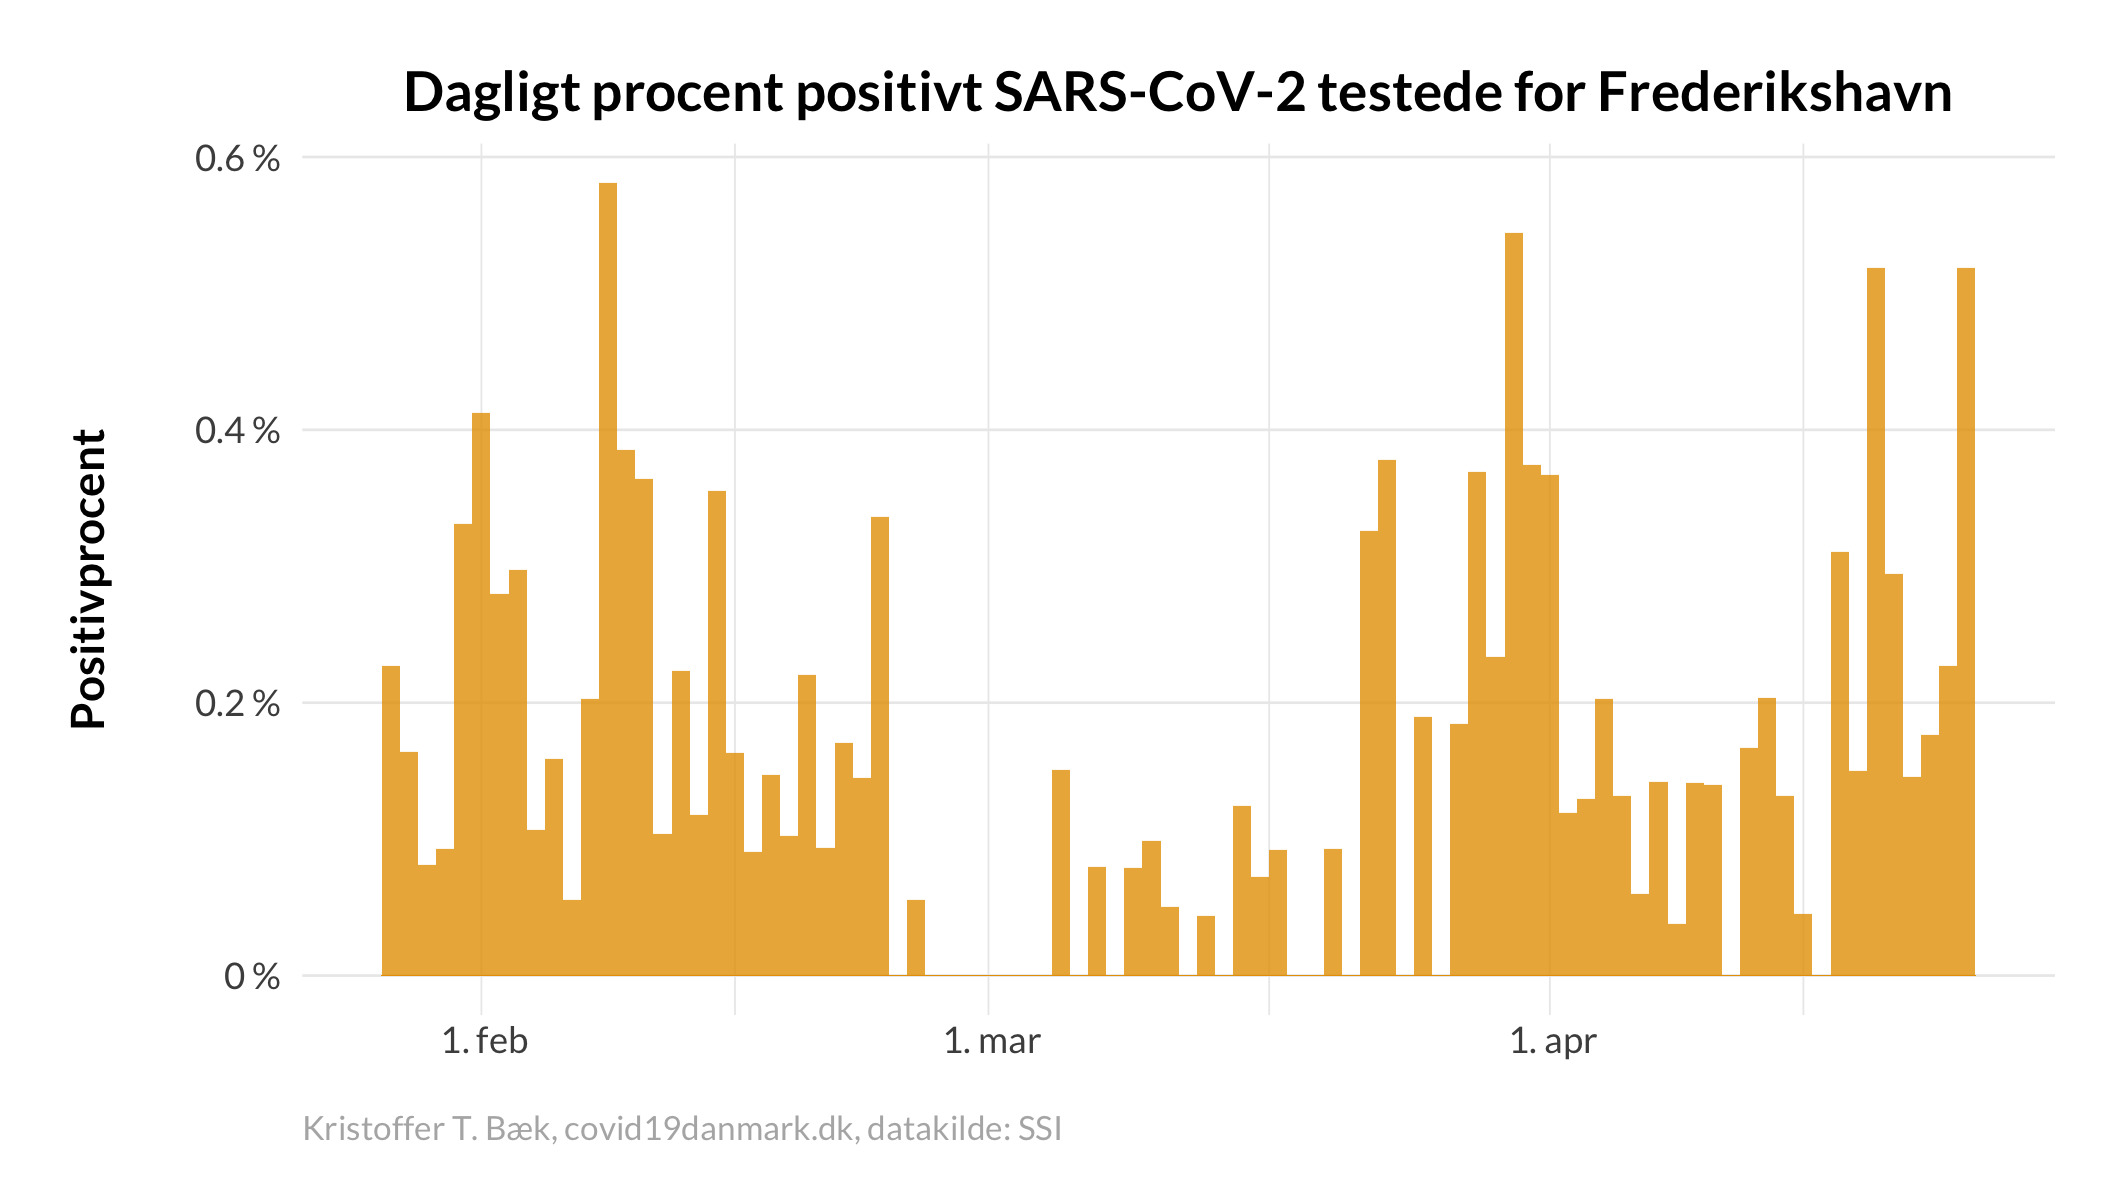 Dagligt procent positivt SARS-CoV-2 testede for Frederikshavn
Positivprocent
0.6 %
0.4 %
0.2 %
0 %
1. feb
1. mar
1. apr
Kristoffer T. Bæk, covid19danmark.dk, datakilde: SSI